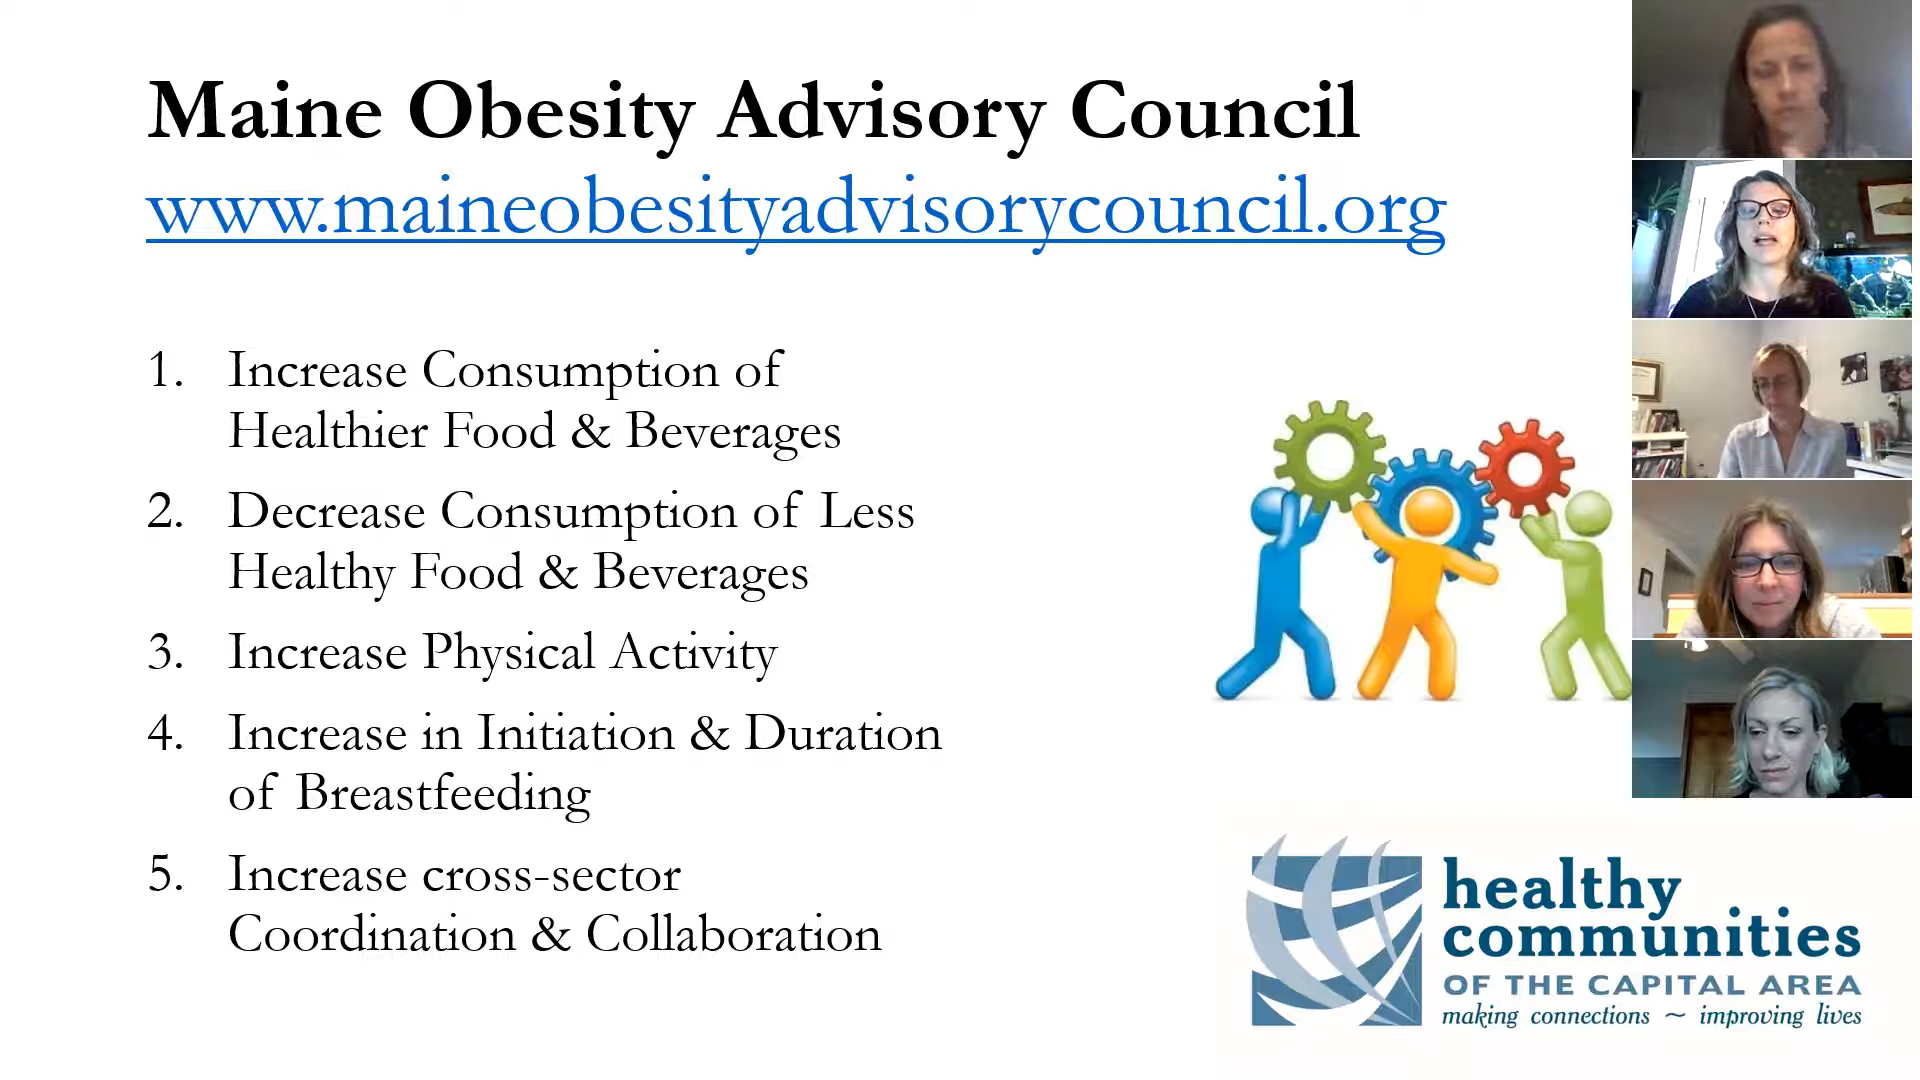 Maine Obesity Advisory Council
www.maineobesityadvisorycouncil.org
1. Increase Consumption of
Healthier Food & Beverages
2. Decrease Consumption of Less
Healthy Food & Beverages
3. Increase Physical Activity
4. Increase in Initiation & Duration
of Breastfeeding
5. Increase cross-sector
Coordination & Collaboration
healthy
communities
OF THE CAPITAL AREA
making connections ~ improving lives